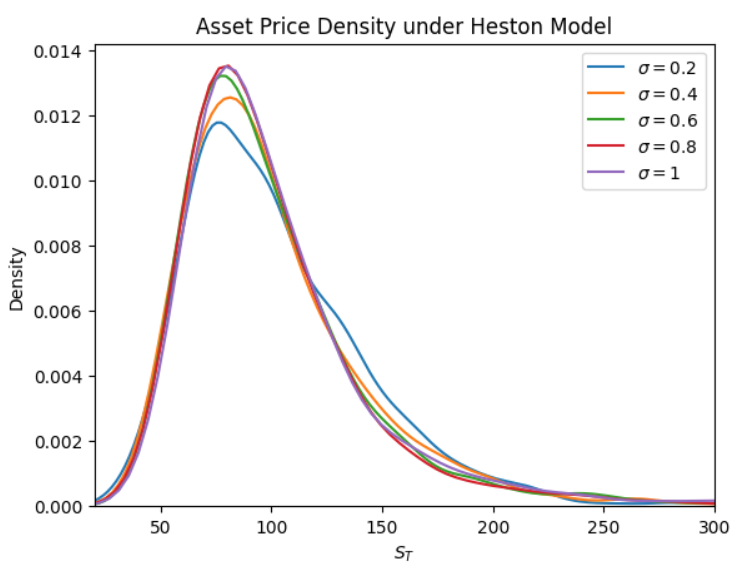 Asset Price Density under Heston Model
0.014
0.012
0.010
0.008
0.006
0.004
0.002
0.000
Density
σ = 0.2
σ = 0.4
σ = 0.6
σ = 0.8
σ = 1
50
100
150
200
250
300
S_T